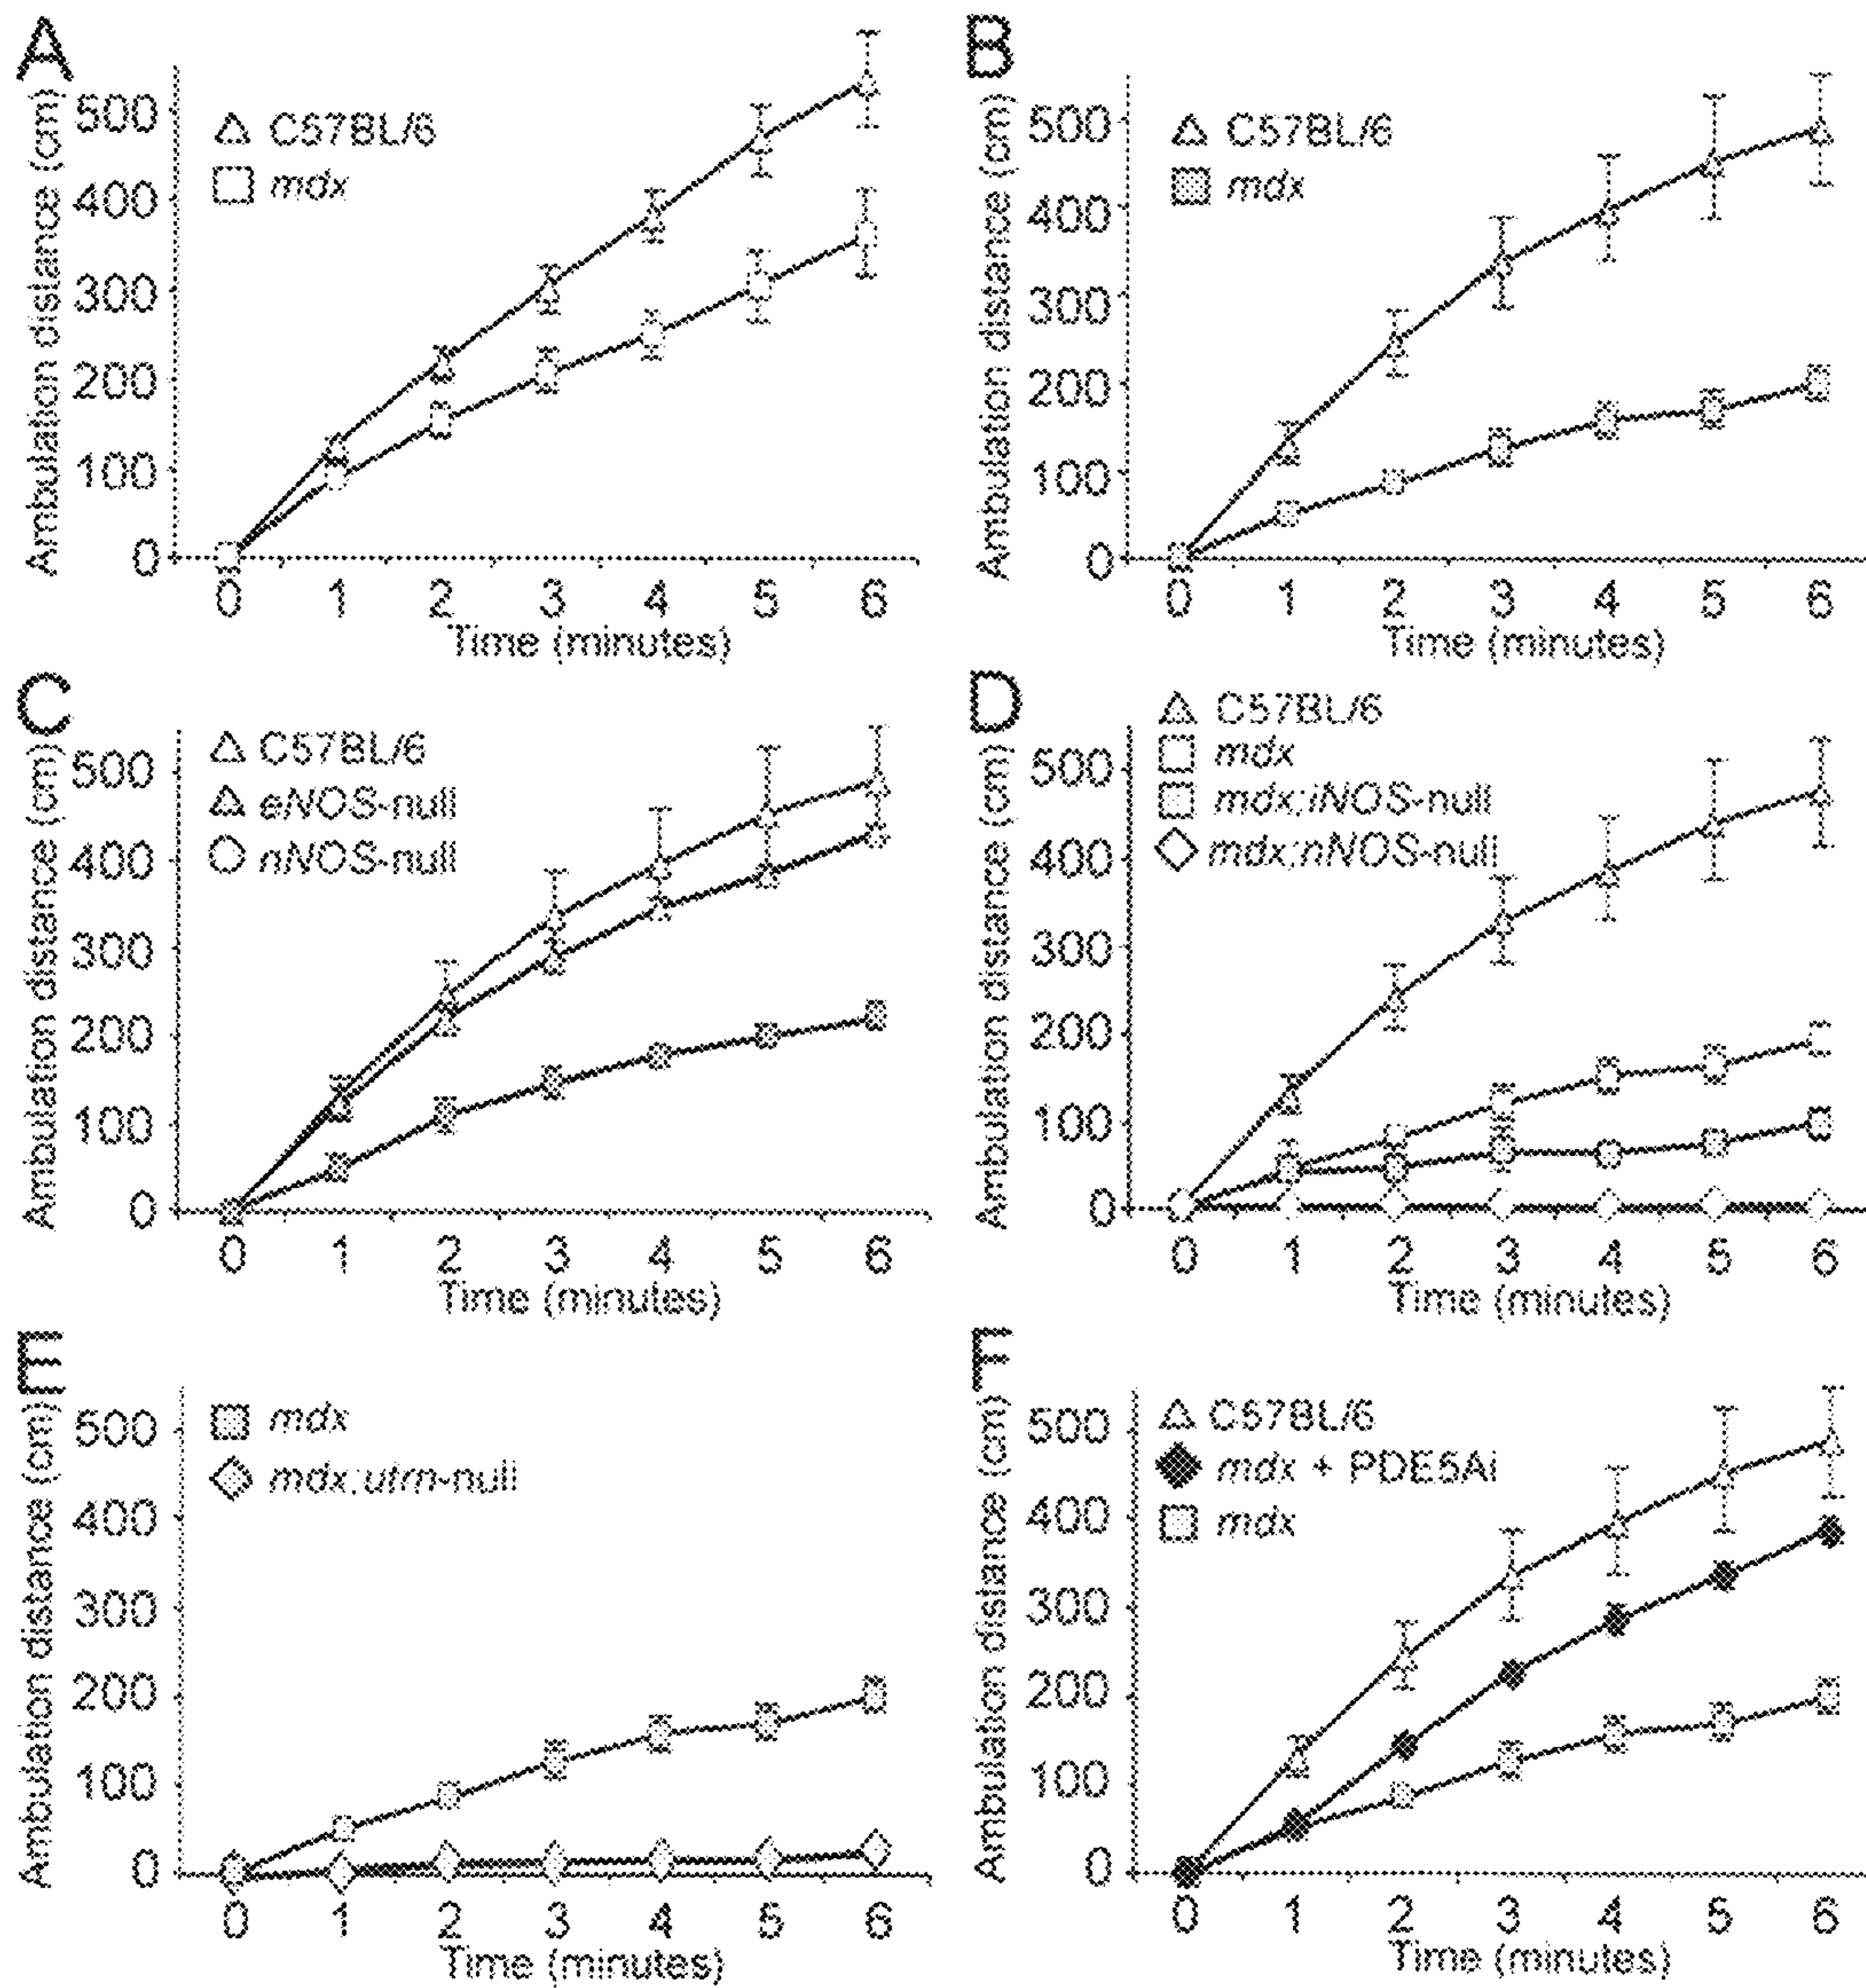 A
Ambulation distance (cm)
500
400
300
200
100
0
C57BL/6
mdx
0 1 2 3 4 5 6
Time (minutes)
B
Ambulation distance (cm)
500
400
300
200
100
0
C57BL/6
mdx
0 1 2 3 4 5 6
Time (minutes)
C
Ambulation distance (cm)
500
400
300
200
100
0
C57BL/6
eNOS-null
nNOS-null
0 1 2 3 4 5 6
Time (minutes)
D
Ambulation distance (cm)
500
400
300
200
100
0
C57BL/6
mdx
mdx:iNOS-null
mdx:nNOS-null
0 1 2 3 4 5 6
Time (minutes)
E
Ambulation distance (cm)
500
400
300
200
100
0
mdx
mdx:utrn-null
0 1 2 3 4 5 6
Time (minutes)
F
Ambulation distance (cm)
500
400
300
200
100
0
C57BL/6
mdx + PDE5Ai
mdx
0 1 2 3 4 5 6
Time (minutes)